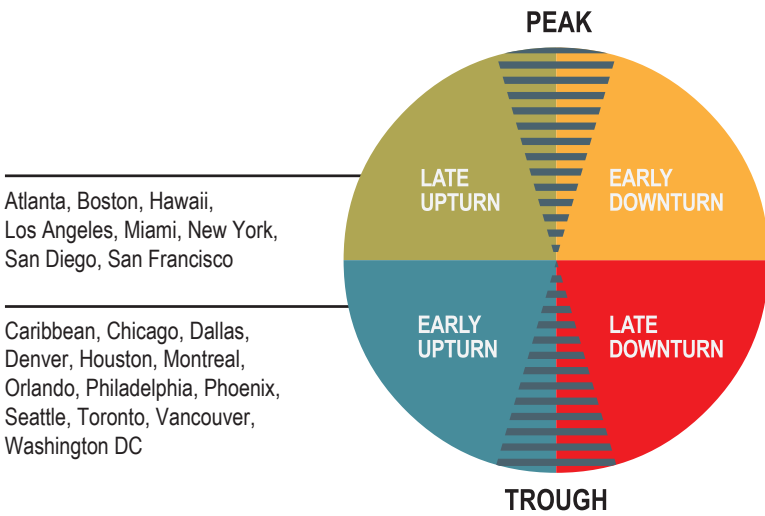 PEAK
LATE
UPTURN
EARLY
DOWNTURN
Atlanta, Boston, Hawaii,
Los Angeles, Miami, New York,
San Diego, San Francisco
EARLY
UPTURN
LATE
DOWNTURN
Caribbean, Chicago, Dallas,
Denver, Houston, Montreal,
Orlando, Philadelphia, Phoenix,
Seattle, Toronto, Vancouver,
Washington DC
TROUGH